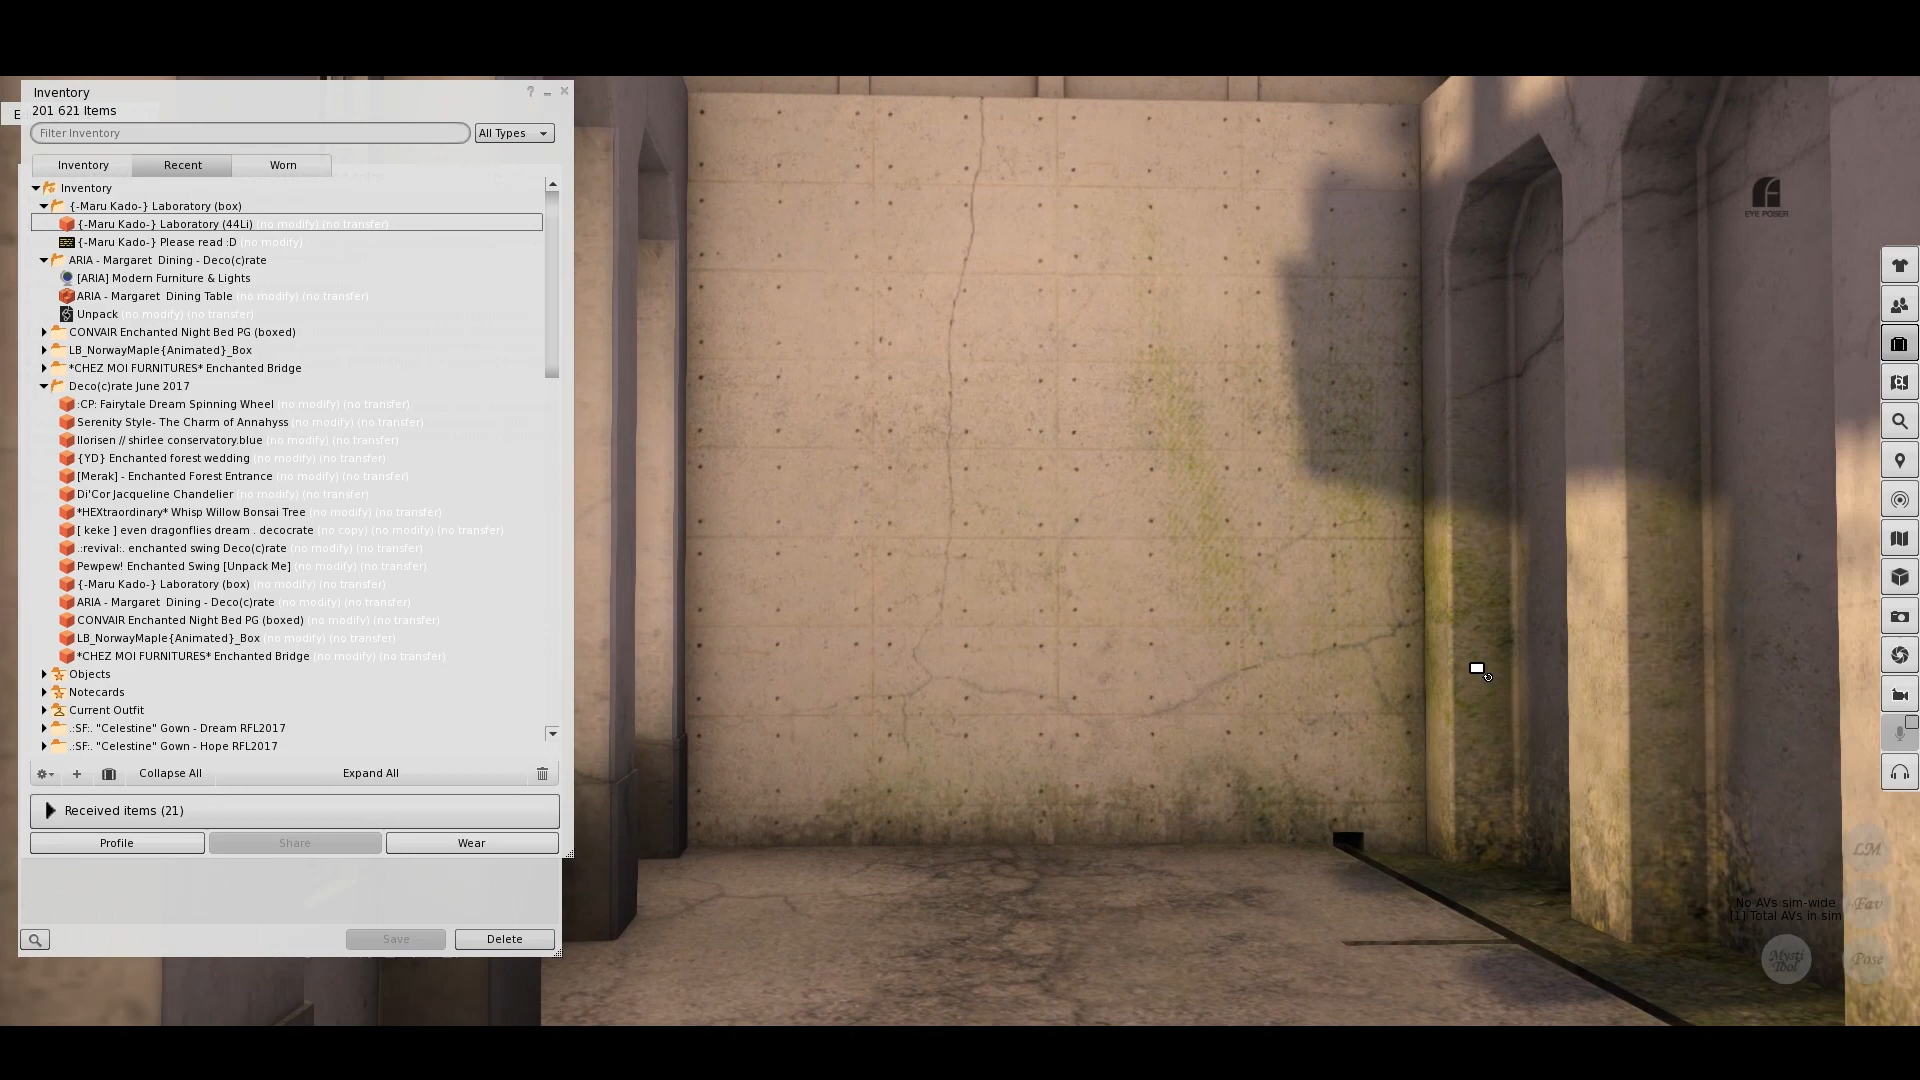 Inventory
201 621 Items
Filter Inventory
All Types
Inventory Recent Worn
Inventory
{-Maru Kado-} Laboratory (box)
{-Maru Kado-} Laboratory (44Li) (no modify) (no transfer)
{-Maru Kado-} Please read :D (no modify)
ARIA - Margaret Dining - Deco(c)rate
[ARIA] Modern Furniture & Lights
ARIA - Margaret Dining Table (no modify) (no transfer)
Unpack (no modify) (no transfer)
CONVAIR Enchanted Night Bed PG (boxed)
LB_NorwayMaple{Animated}_Box
*CHEZ MOI FURNITURES* Enchanted Bridge
Deco(c)rate June 2017
:CP: Fairytale Dream Spinning Wheel (no modify) (no transfer)
Serenity Style- The Charm of Annahyss (no modify) (no transfer)
llorisen // shirlee conservatory.blue (no modify) (no transfer)
{YD} Enchanted forest wedding (no modify) (no transfer)
[Merak] - Enchanted Forest Entrance (no modify) (no transfer)
Di'Cor Jacqueline Chandelier (no modify) (no transfer)
*HEXtraordinary* Whisp Willow Bonsai Tree (no modify) (no transfer)
[ keke ] even dragonflies dream . decocrate (no copy) (no modify) (no transfer)
.:revival:. enchanted swing Deco(c)rate (no modify) (no transfer)
Pewpew! Enchanted Swing [Unpack Me] (no modify) (no transfer)
{-Maru Kado-} Laboratory (box) (no modify) (no transfer)
ARIA - Margaret Dining - Deco(c)rate (no modify) (no transfer)
CONVAIR Enchanted Night Bed PG (boxed) (no modify) (no transfer)
LB_NorwayMaple{Animated}_Box (no modify) (no transfer)
*CHEZ MOI FURNITURES* Enchanted Bridge (no modify) (no transfer)
Objects
Notecards
Current Outfit
.:SF:. "Celestine" Gown - Dream RFL2017
.:SF:. "Celestine" Gown - Hope RFL2017
Collapse All Expand All
Received items (21)
Profile Share Wear
Save Delete
EYE POSER
LM
No AVs sim-wide
[1] Total AVs in sim
Fav
Mysti Tool
Pose